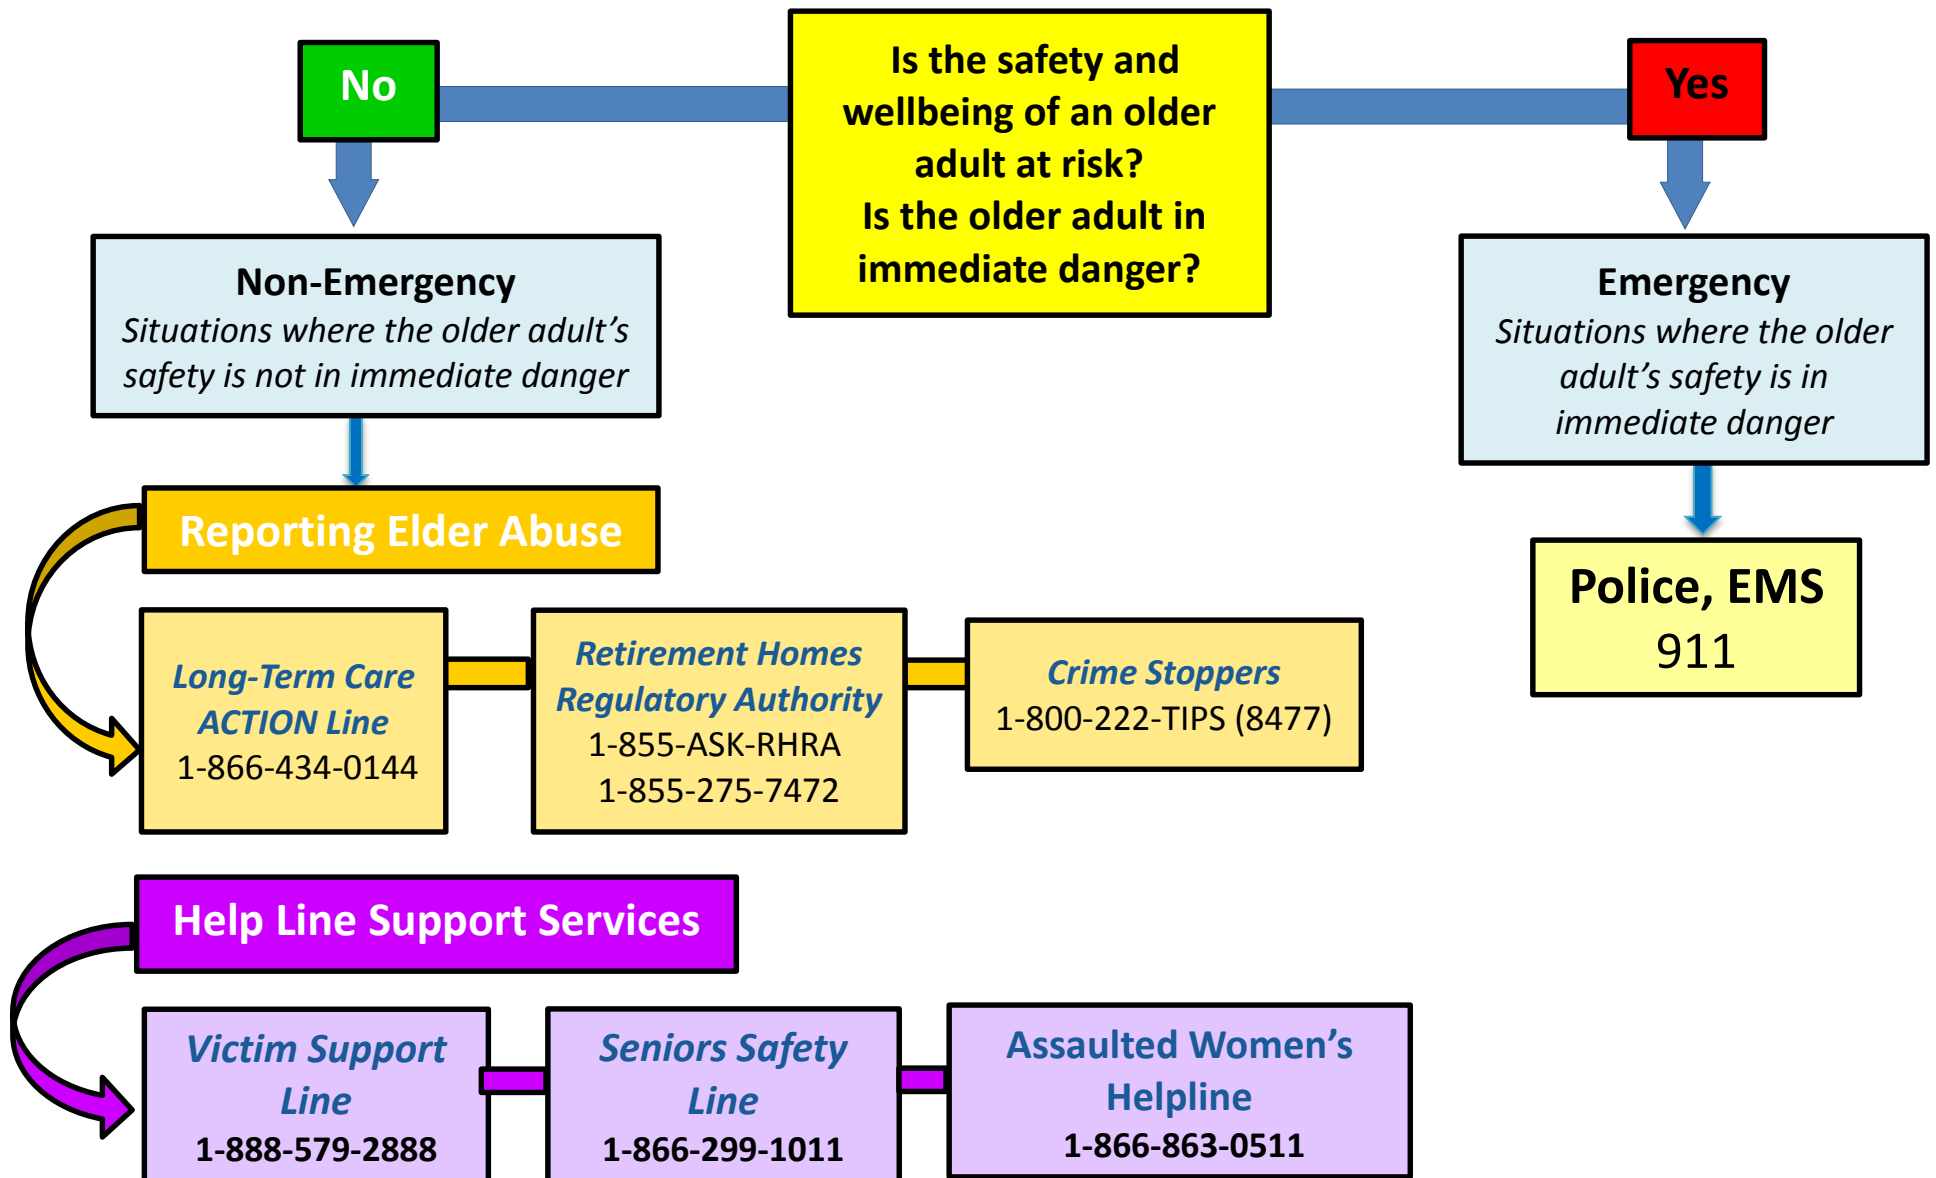 No
Is the safety and
wellbeing of an older
adult at risk?
Is the older adult in
immediate danger?
Yes
Non-Emergency
Situations where the older adult’s
safety is not in immediate danger
Emergency
Situations where the older
adult’s safety is in
immediate danger
Reporting Elder Abuse
Police, EMS
911
Long-Term Care
ACTION Line
1-866-434-0144
Retirement Homes
Regulatory Authority
1-855-ASK-RHRA
1-855-275-7472
Crime Stoppers
1-800-222-TIPS (8477)
Help Line Support Services
Victim Support
Line
1-888-579-2888
Seniors Safety
Line
1-866-299-1011
Assaulted Women’s
Helpline
1-866-863-0511